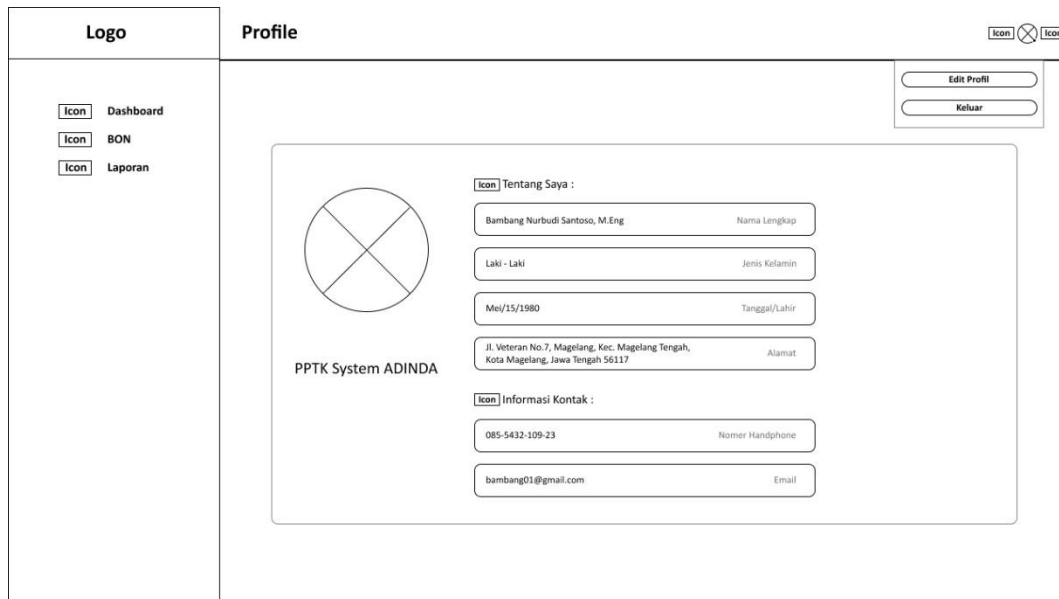 Logo
Profile
Icon
Icon
Edit Profil
Keluar
Icon Dashboard
Icon BON
Icon Laporan
Icon Tentang Saya :
Bambang Nurbudi Santoso, M.Eng Nama Lengkap
Laki - Laki Jenis Kelamin
Mei/15/1980 Tanggal/Lahir
Jl. Veteran No.7, Magelang, Kec. Magelang Tengah,
Kota Magelang, Jawa Tengah 56117
Alamat
PPTK System ADINDA
Icon Informasi Kontak :
085-5432-109-23 Nomer Handphone
bambang01@gmail.com Email